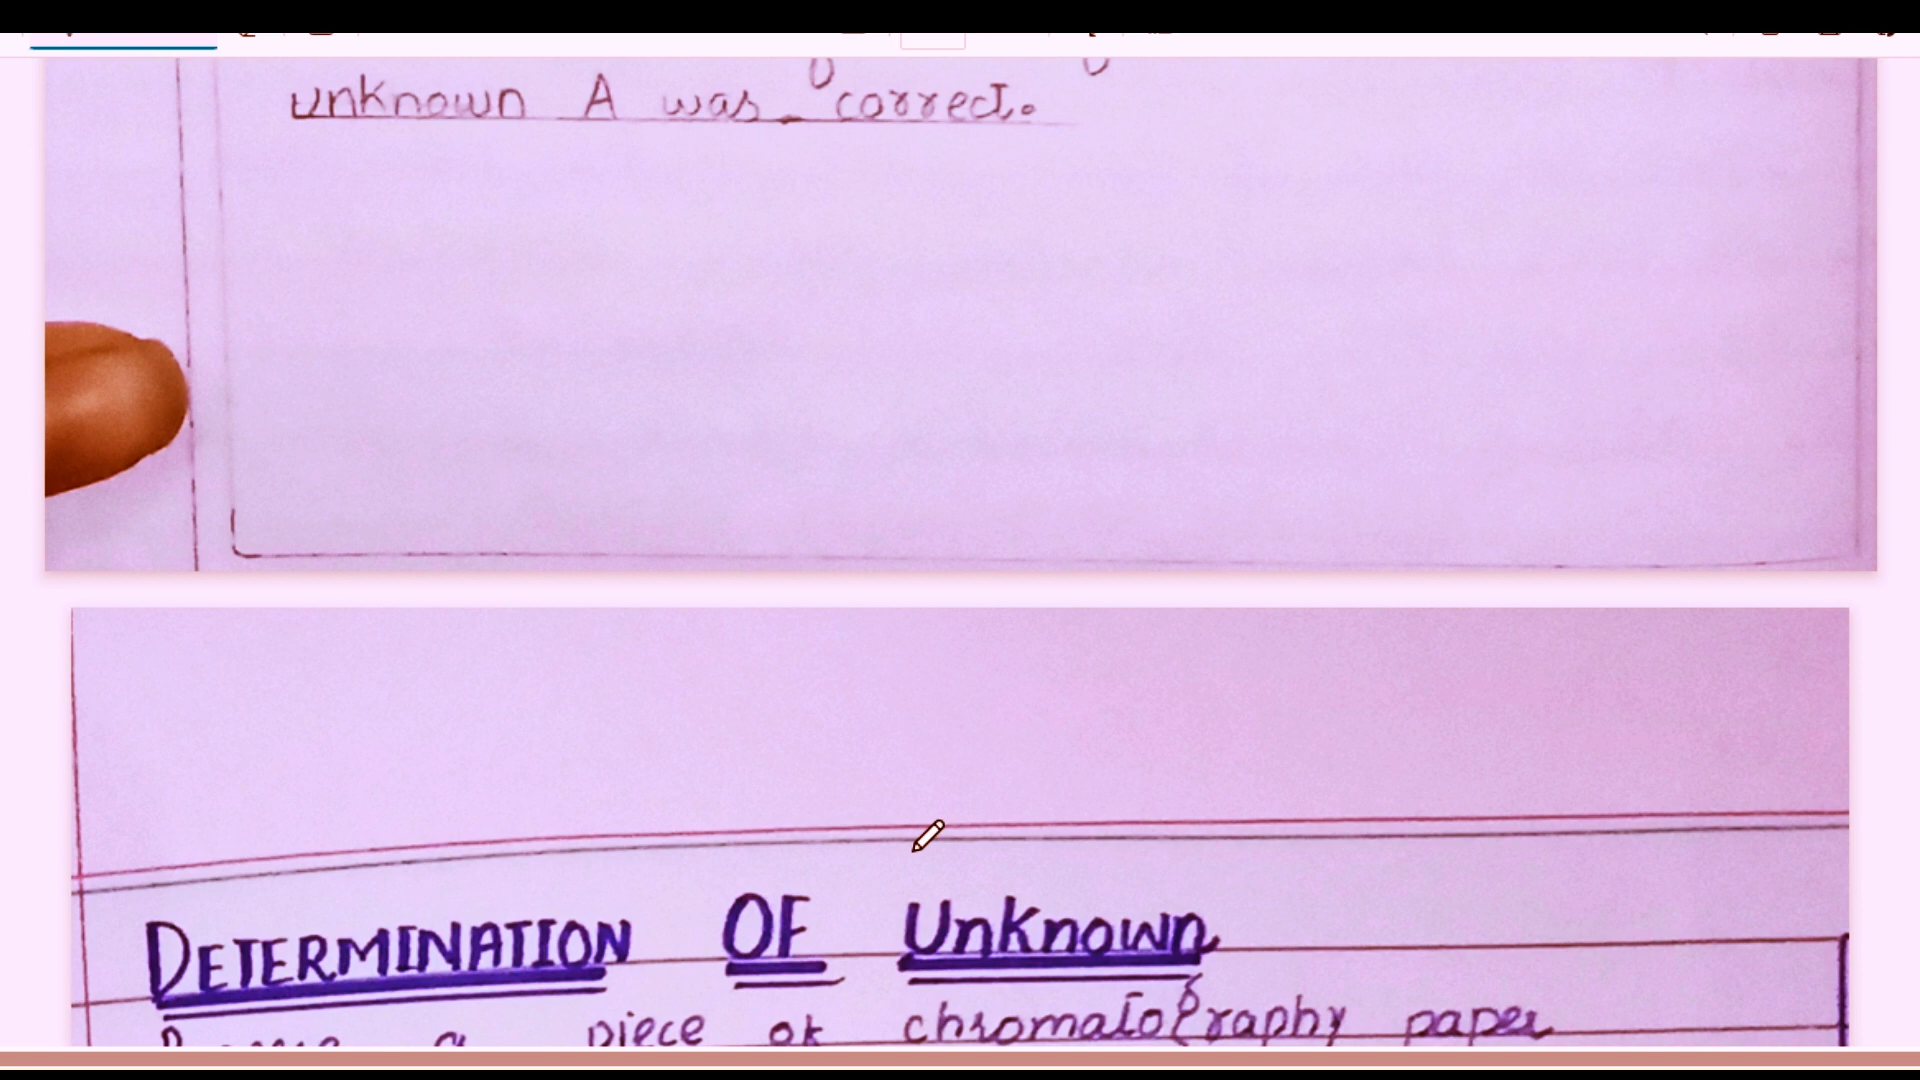 unknown A was correct.
DETERMINATION OF Unknown
a piece of chromatography paper